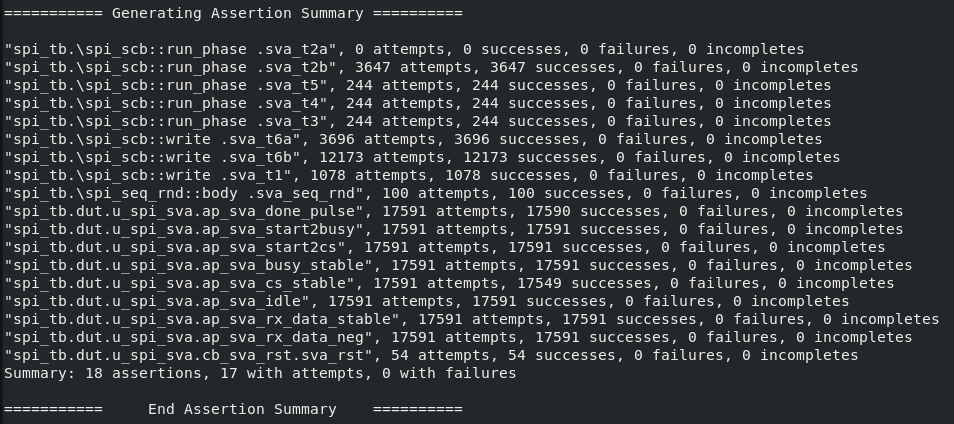 =========== Generating Assertion Summary ==========
"spi_tb.\spi_scb::run_phase .sva_t2a", 0 attempts, 0 successes, 0 failures, 0 incompletes
"spi_tb.\spi_scb::run_phase .sva_t2b", 3647 attempts, 3647 successes, 0 failures, 0 incompletes
"spi_tb.\spi_scb::run_phase .sva_t5", 244 attempts, 244 successes, 0 failures, 0 incompletes
"spi_tb.\spi_scb::run_phase .sva_t4", 244 attempts, 244 successes, 0 failures, 0 incompletes
"spi_tb.\spi_scb::run_phase .sva_t3", 244 attempts, 244 successes, 0 failures, 0 incompletes
"spi_tb.\spi_scb::write .sva_t6a", 3696 attempts, 3696 successes, 0 failures, 0 incompletes
"spi_tb.\spi_scb::write .sva_t6b", 12173 attempts, 12173 successes, 0 failures, 0 incompletes
"spi_tb.\spi_scb::write .sva_t1", 1078 attempts, 1078 successes, 0 failures, 0 incompletes
"spi_tb.\spi_seq_rnd::body .sva_seq_rnd", 100 attempts, 100 successes, 0 failures, 0 incompletes
"spi_tb.dut.u_spi_sva.ap_sva_done_pulse", 17591 attempts, 17590 successes, 0 failures, 0 incompletes
"spi_tb.dut.u_spi_sva.ap_sva_start2busy", 17591 attempts, 17591 successes, 0 failures, 0 incompletes
"spi_tb.dut.u_spi_sva.ap_sva_start2cs", 17591 attempts, 17591 successes, 0 failures, 0 incompletes
"spi_tb.dut.u_spi_sva.ap_sva_busy_stable", 17591 attempts, 17591 successes, 0 failures, 0 incompletes
"spi_tb.dut.u_spi_sva.ap_sva_cs_stable", 17591 attempts, 17549 successes, 0 failures, 0 incompletes
"spi_tb.dut.u_spi_sva.ap_sva_idle", 17591 attempts, 17591 successes, 0 failures, 0 incompletes
"spi_tb.dut.u_spi_sva.ap_sva_rx_data_stable", 17591 attempts, 17591 successes, 0 failures, 0 incompletes
"spi_tb.dut.u_spi_sva.ap_sva_rx_data_neg", 17591 attempts, 17591 successes, 0 failures, 0 incompletes
"spi_tb.dut.u_spi_sva.cb_sva_rst.sva_rst", 54 attempts, 54 successes, 0 failures, 0 incompletes
Summary: 18 assertions, 17 with attempts, 0 with failures
===========     End Assertion Summary    ==========